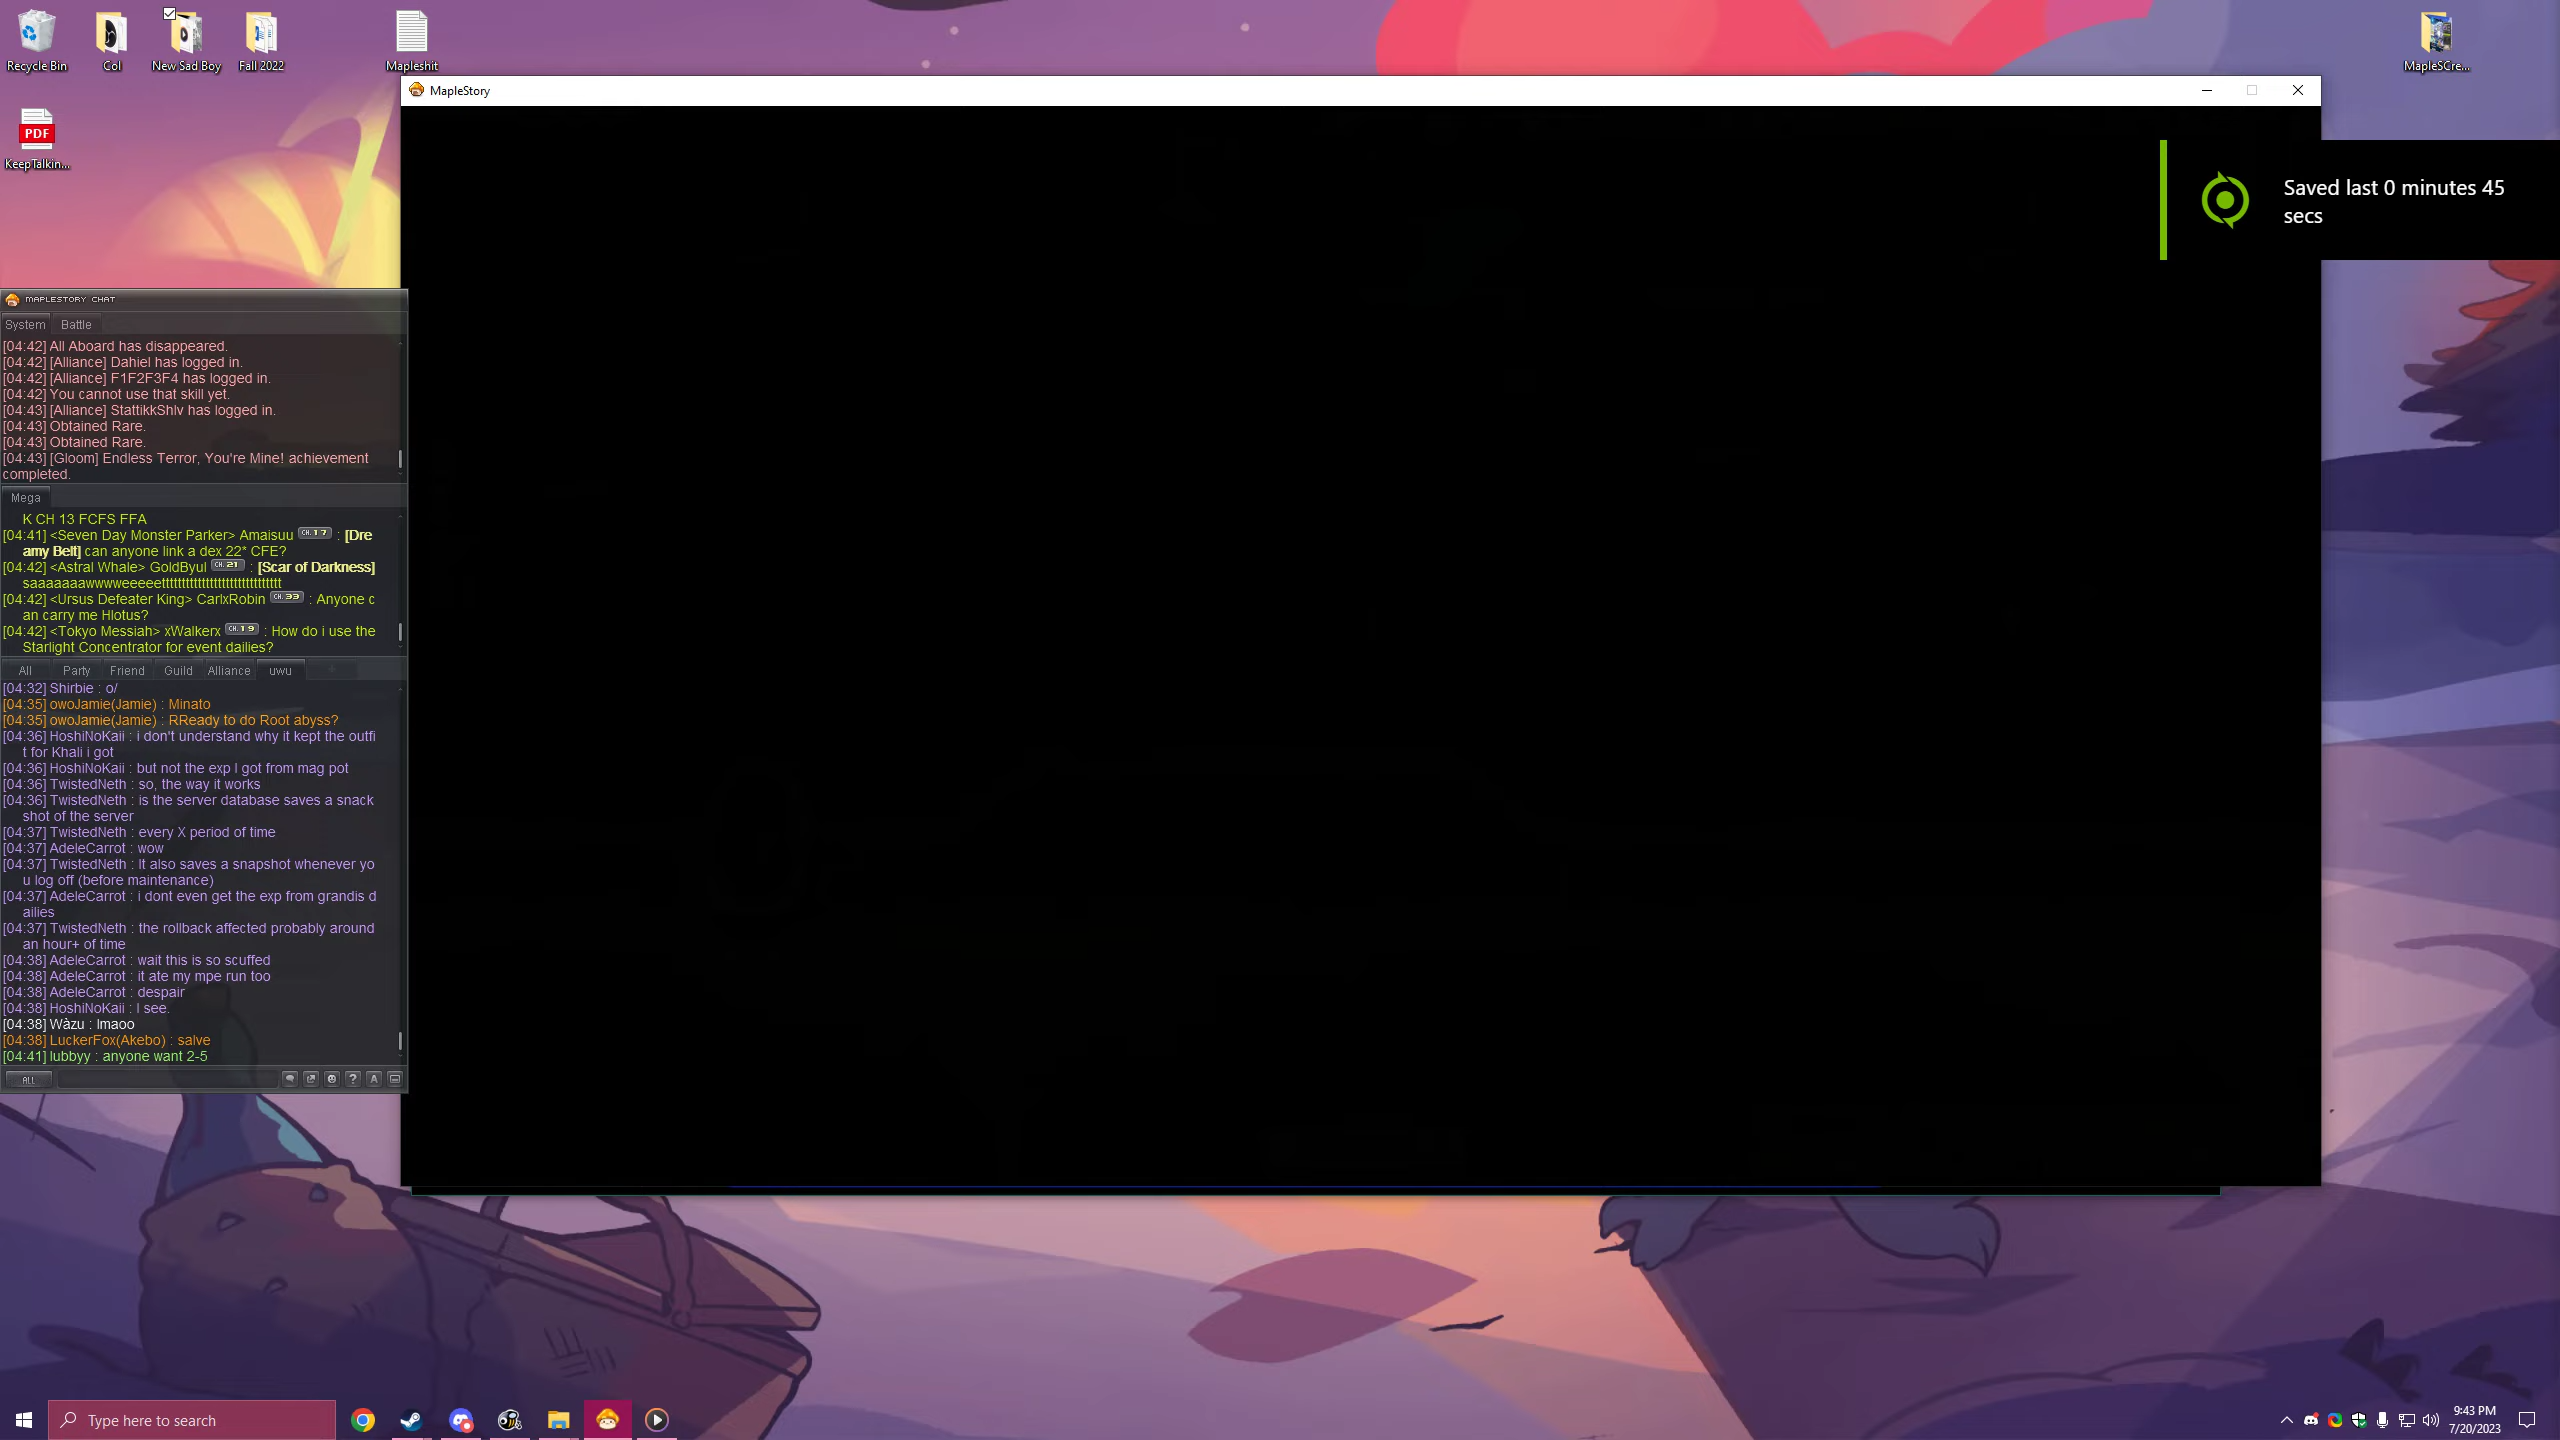 Recycle Bin
Col
New Sad Boy
Fall 2022
Mapleshit
MapleSCre...
PDF
KeepTalkin...
MapleStory
Saved last 0 minutes 45
secs
MAPLESTORY CHAT
System Battle
[04:42] All Aboard has disappeared.
[04:42] [Alliance] Dahiel has logged in.
[04:42] [Alliance] F1F2F3F4 has logged in.
[04:42] You cannot use that skill yet.
[04:43] [Alliance] StattikkShlv has logged in.
[04:43] Obtained Rare.
[04:43] Obtained Rare.
[04:43] [Gloom] Endless Terror, You're Mine! achievement
completed.
Mega
K CH 13 FCFS FFA
[04:41] <Seven Day Monster Parker> Amaisuu CH.17 : [Dre
amy Belt] can anyone link a dex 22* CFE?
[04:42] <Astral Whale> GoldByul CH.21 : [Scar of Darkness]
saaaaaaawwwweeeeetttttttttttttttttttttttttttttt
[04:42] <Ursus Defeater King> CarlxRobin CH.33 : Anyone c
an carry me Hlotus?
[04:42] <Tokyo Messiah> xWalkerx CH.19 : How do i use the
Starlight Concentrator for event dailies?
All Party Friend Guild Alliance uwu +
[04:32] Shirbie : o/
[04:35] owoJamie(Jamie) : Minato
[04:35] owoJamie(Jamie) : RReady to do Root abyss?
[04:36] HoshiNoKaii : i don't understand why it kept the outfi
t for Khali i got
[04:36] HoshiNoKaii : but not the exp I got from mag pot
[04:36] TwistedNeth : so, the way it works
[04:36] TwistedNeth : is the server database saves a snack
shot of the server
[04:37] TwistedNeth : every X period of time
[04:37] AdeleCarrot : wow
[04:37] TwistedNeth : It also saves a snapshot whenever yo
u log off (before maintenance)
[04:37] AdeleCarrot : i dont even get the exp from grandis d
ailies
[04:37] TwistedNeth : the rollback affected probably around
an hour+ of time
[04:38] AdeleCarrot : wait this is so scuffed
[04:38] AdeleCarrot : it ate my mpe run too
[04:38] AdeleCarrot : despair
[04:38] HoshiNoKaii : I see.
[04:38] Wàzu : lmaoo
[04:38] LuckerFox(Akebo) : salve
[04:41] lubbyy : anyone want 2-5
ALL
Type here to search
9:43 PM
7/20/2023